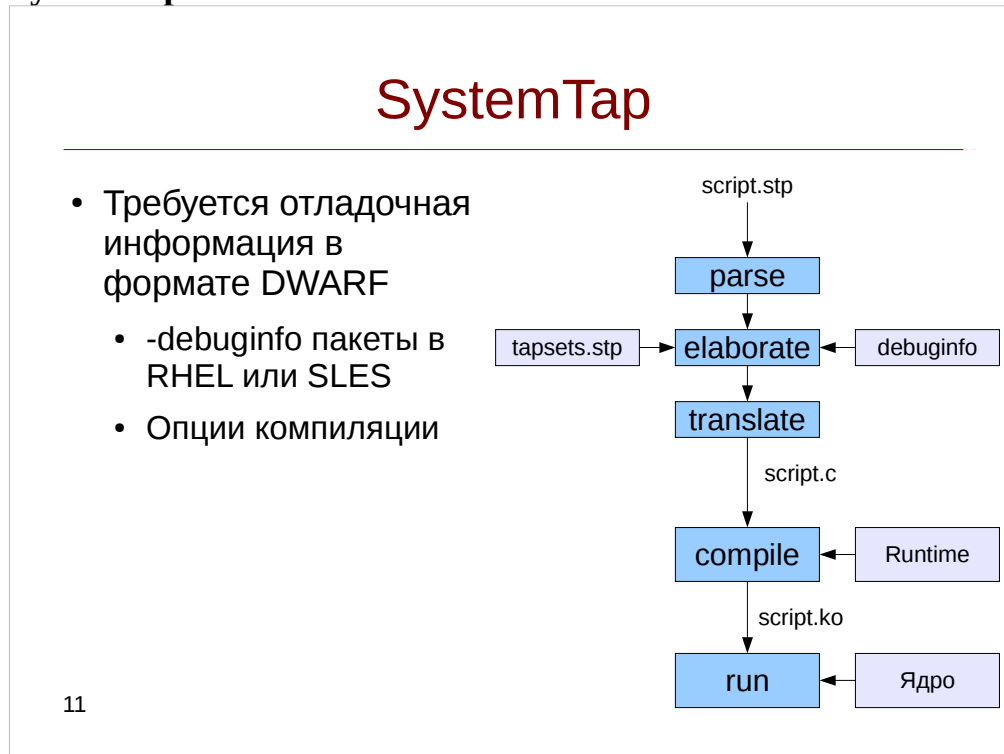 SystemTap
• Требуется отладочная
информация в
формате DWARF
• -debuginfo пакеты в
RHEL или SLES
• Опции компиляции
script.stp
parse
tapsets.stp
elaborate
debuginfo
translate
script.c
compile
Runtime
script.ko
run
Ядро
11